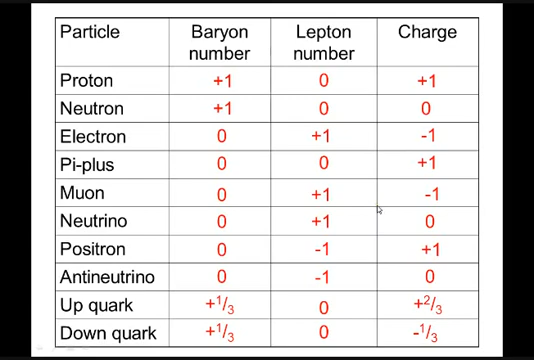 Particle Baryon number Lepton number Charge
Proton +1 0 +1
Neutron +1 0 0
Electron 0 +1 -1
Pi-plus 0 0 +1
Muon 0 +1 -1
Neutrino 0 +1 0
Positron 0 -1 +1
Antineutrino 0 -1 0
Up quark +1/3 0 +2/3
Down quark +1/3 0 -1/3